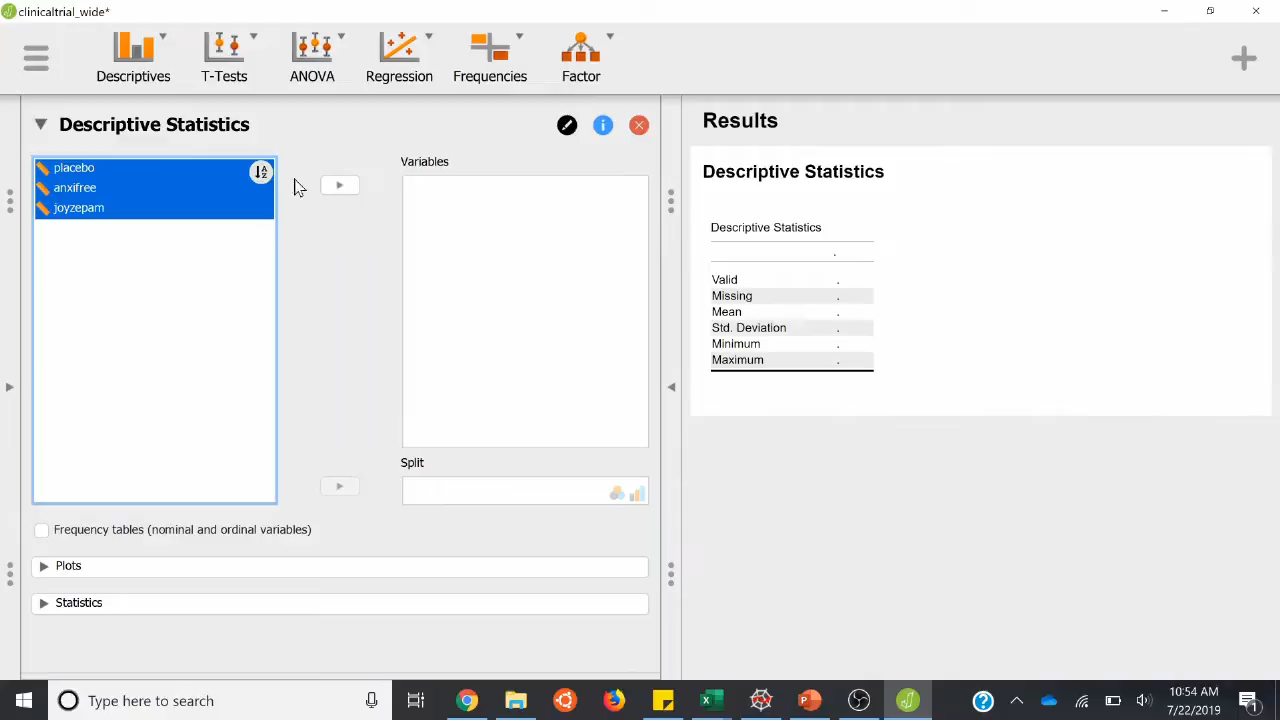 clinicaltrial_wide*
Descriptives
T-Tests
ANOVA
Regression
Frequencies
Factor
Descriptive Statistics
placebo
anxifree
joyzepam
Variables
Split
Frequency tables (nominal and ordinal variables)
Plots
Statistics
Results
Descriptive Statistics
Descriptive Statistics
.
Valid .
Missing .
Mean .
Std. Deviation .
Minimum .
Maximum .
Type here to search
10:54 AM
7/22/2019
1